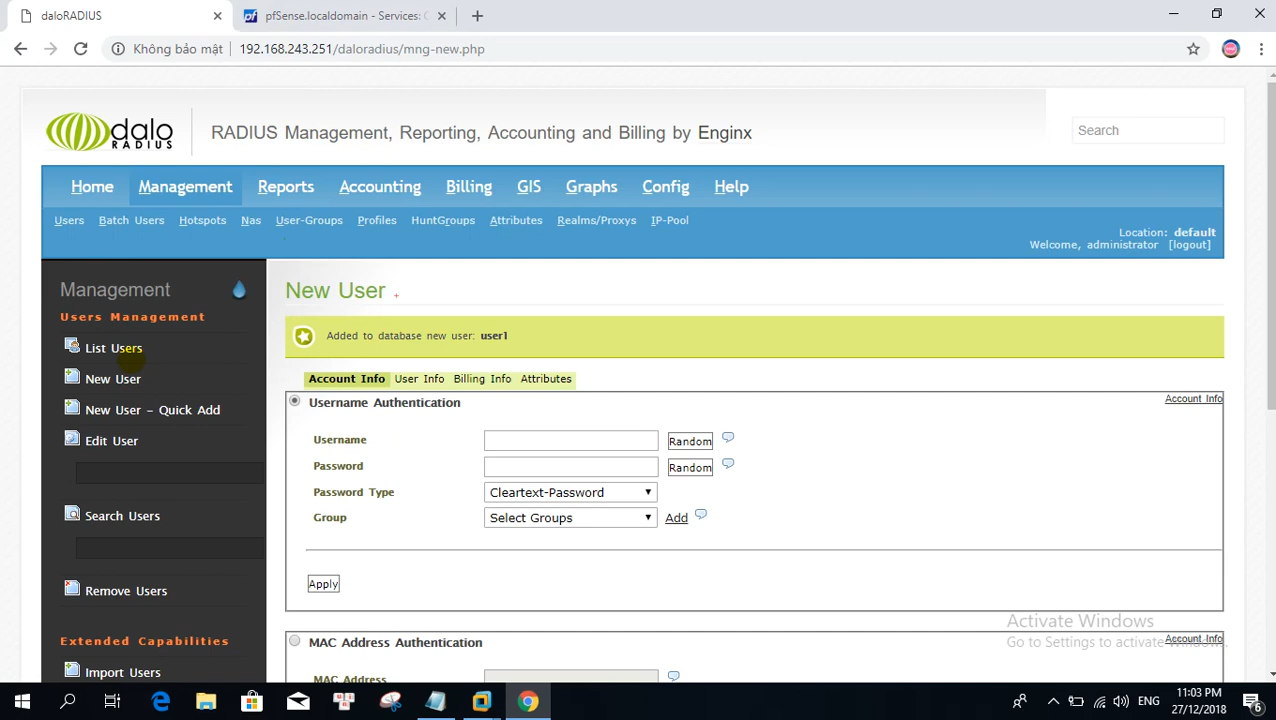 daloRADIUS
pfSense.localdomain - Services: C
Không bảo mật
192.168.243.251/daloradius/mng-new.php
dalo
RADIUS
RADIUS Management, Reporting, Accounting and Billing by Enginx
Search
Home
Management
Reports
Accounting
Billing
GIS
Graphs
Config
Help
Users
Batch Users
Hotspots
Nas
User-Groups
Profiles
HuntGroups
Attributes
Realms/Proxys
IP-Pool
Location: default
Welcome, administrator [logout]
Management
Users Management
List Users
New User
New User - Quick Add
Edit User
Search Users
Remove Users
Extended Capabilities
Import Users
New User +
Added to database new user: user1
Account Info
User Info
Billing Info
Attributes
Account Info
Username Authentication
Username
Random
Password
Random
Password Type
Cleartext-Password
Group
Select Groups
Add
Apply
Account Info
MAC Address Authentication
MAC Address
Activate Windows
Go to Settings to activate Windows.
ENG
11:03 PM
27/12/2018
6